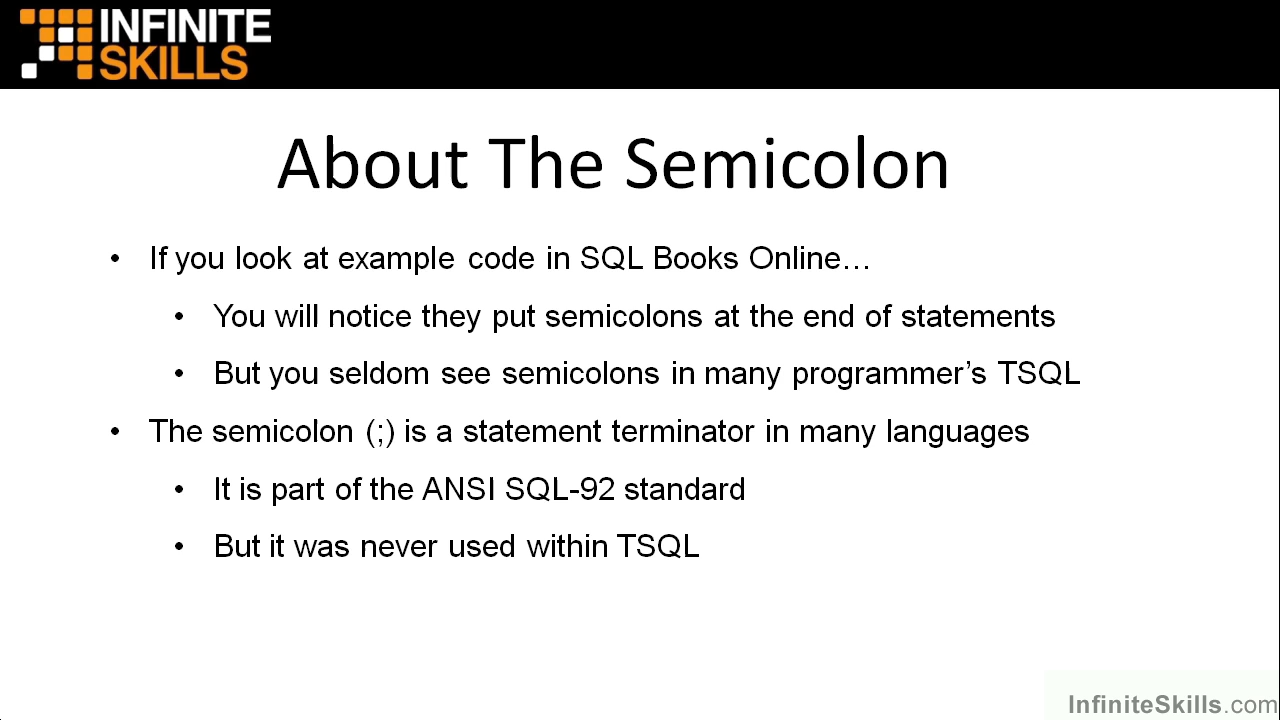 INFINITE
SKILLS
About The Semicolon
• If you look at example code in SQL Books Online…
• You will notice they put semicolons at the end of statements
• But you seldom see semicolons in many programmer’s TSQL
• The semicolon (;) is a statement terminator in many languages
• It is part of the ANSI SQL-92 standard
• But it was never used within TSQL
InfiniteSkills.com